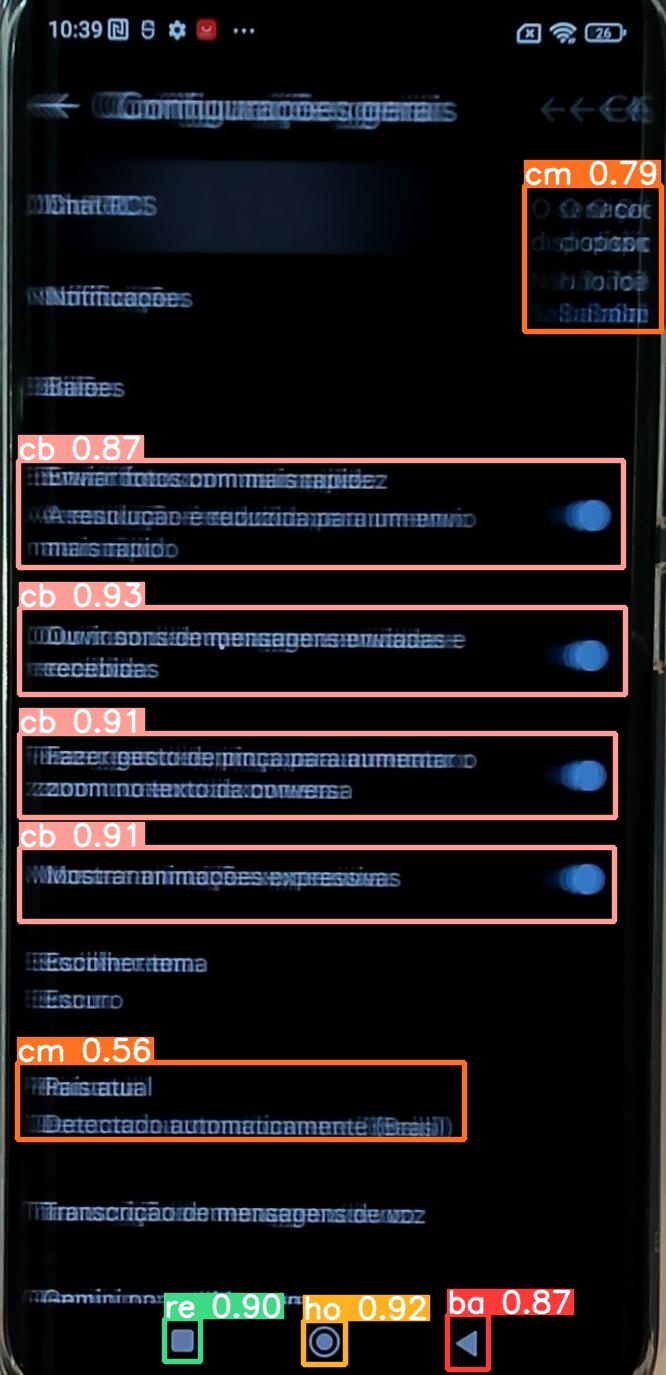 10:39
26
Configurações gerais
cm 0.79
Chat RCS
Notificações
Balões
cb 0.87
Enviar fotos com mais rapidez
A resolução é reduzida para um envio
mais rápido
cb 0.93
Ouvir sons de mensagens enviadas e
recebidas
cb 0.91
Fazer gesto de pinça para aumentar o
zoom no texto da conversa
cb 0.91
Mostrar animações expressivas
Escolher tema
Escuro
cm 0.56
País atual
Detectado automaticamente (Brasil)
Transcrição de mensagens de voz
Gemini
re 0.90
ho 0.92
ba 0.87